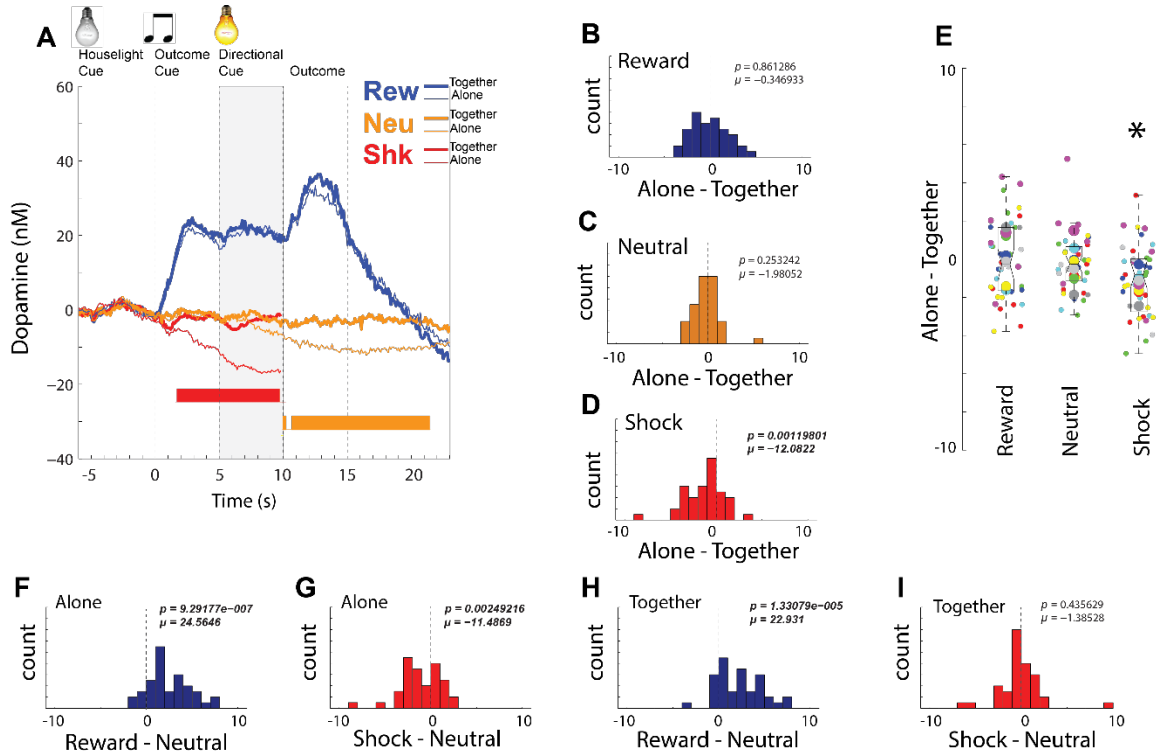 A
Houselight Cue
Outcome Cue
Directional Cue
Outcome
Rew Together Alone
Neu Together Alone
Shk Together Alone
Dopamine (nM)
60
40
20
0
−20
−40
-5 0 5 10 15 20
Time (s)
B
Reward
p = 0.861286
μ = −0.346933
count
-10 0 10
Alone - Together
C
Neutral
p = 0.253242
μ = −1.98052
count
-10 0 10
Alone - Together
D
Shock
p = 0.00119801
μ = −12.0822
count
-10 0 10
Alone - Together
E
10
0
-10
Alone - Together
*
Reward
Neutral
Shock
F
Alone
p = 9.29177e−007
μ = 24.5646
count
-10 0 10
Reward - Neutral
G
Alone
p = 0.00249216
μ = −11.4869
count
-10 0 10
Shock - Neutral
H
Together
p = 1.33079e−005
μ = 22.931
count
-10 0 10
Reward - Neutral
I
Together
p = 0.435629
μ = −1.38528
count
-10 0 10
Shock - Neutral